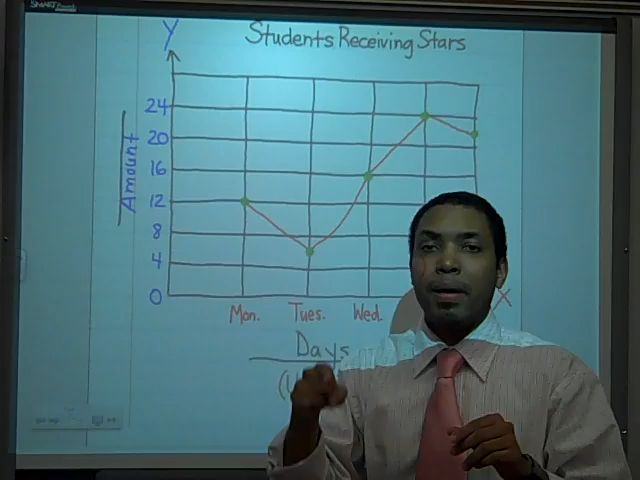 SMART Board
Y
Students Receiving Stars
24
20
16
12
8
4
0
Amount
Mon. Tues. Wed.
X
Days